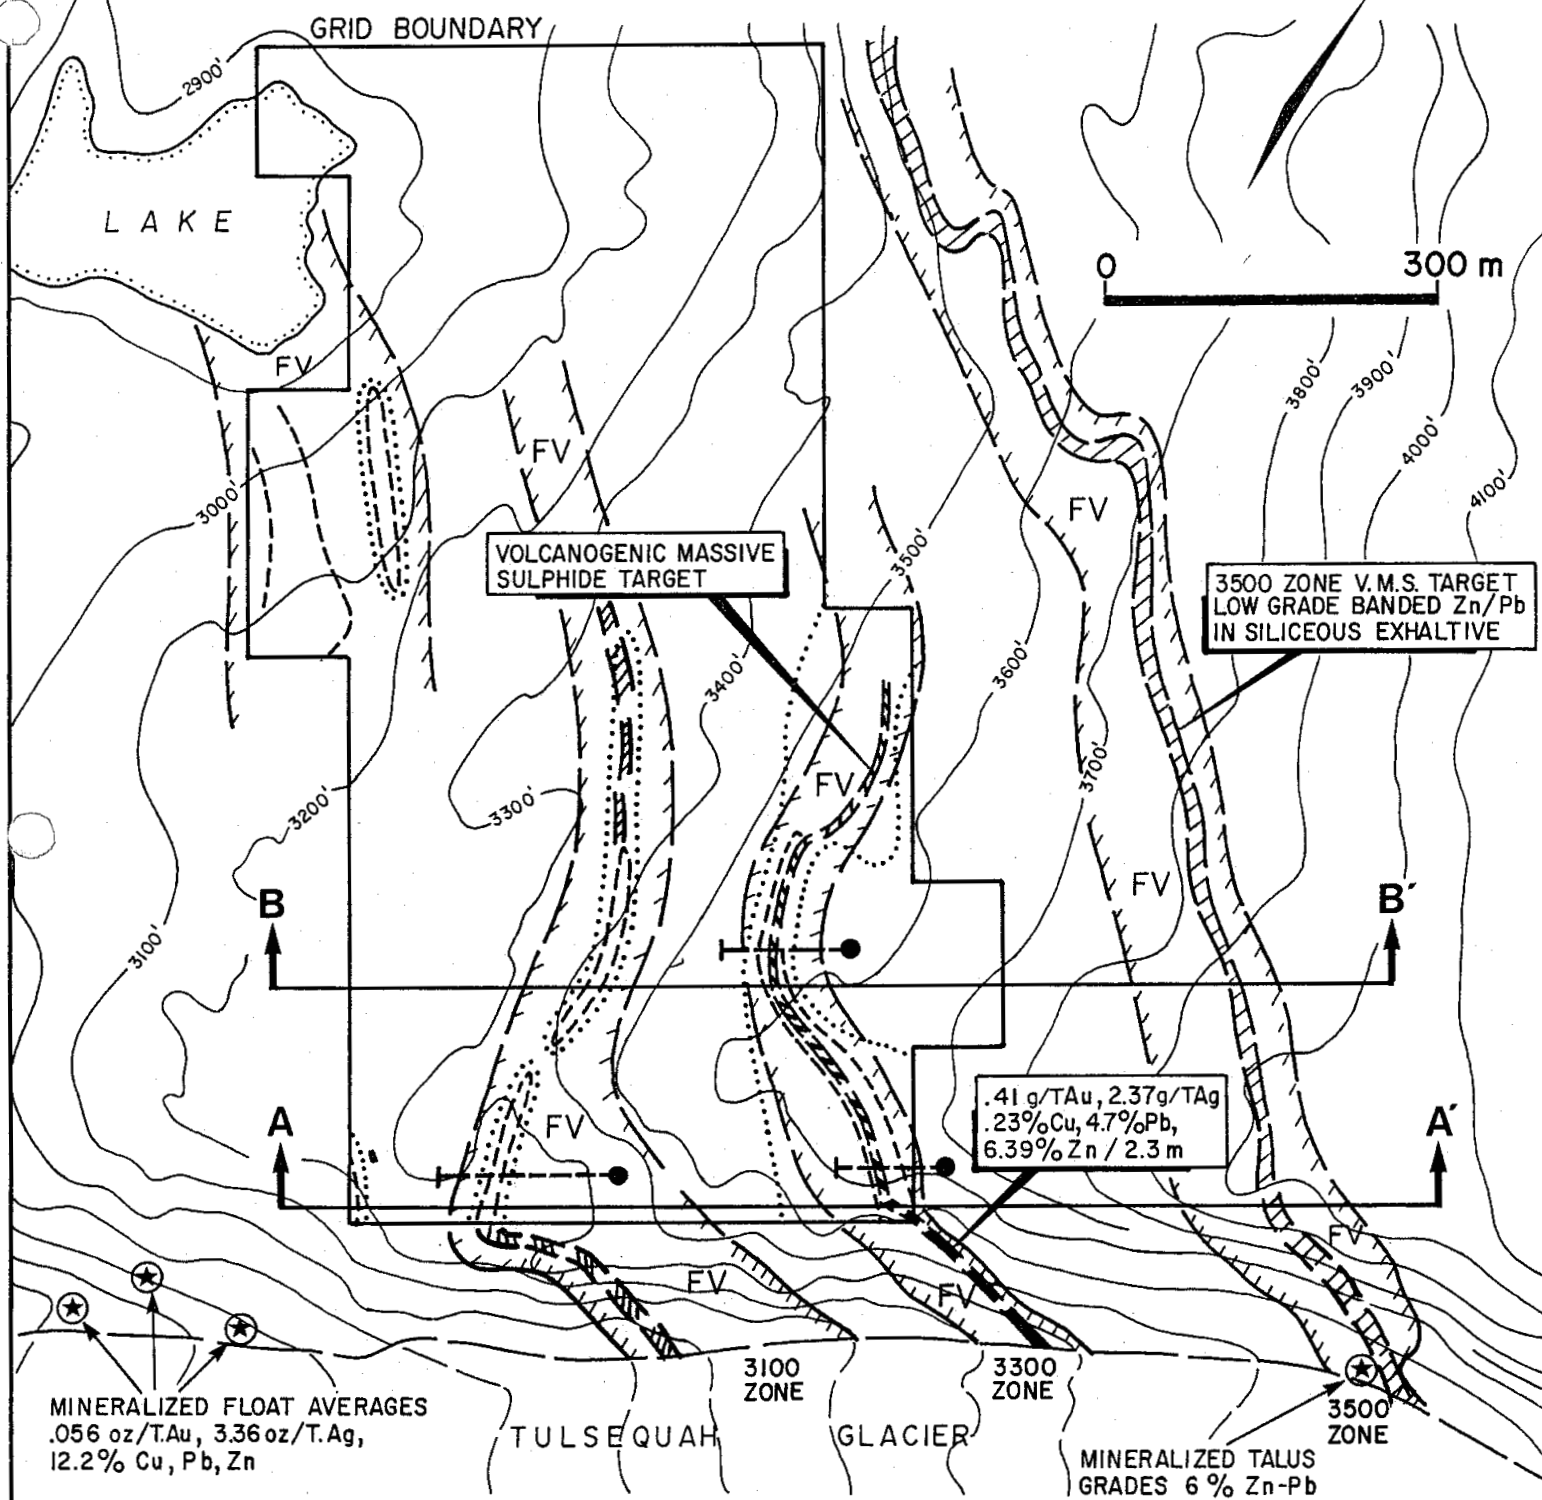 GRID BOUNDARY
2900'
LAKE
0 300 m
FV
3800'
3900'
4000'
4100'
FV
3000'
FV
3500'
VOLCANOGENIC MASSIVE
SULPHIDE TARGET
3500 ZONE V.M.S. TARGET
LOW GRADE BANDED Zn/Pb
IN SILICEOUS EXHALTIVE
3400'
3600'
3700'
FV
3200'
3300'
FV
B
B'
3100'
.41 g/TAu, 2.37g/TAg
.23%Cu, 4.7%Pb,
6.39% Zn / 2.3 m
A
A'
FV
FV
FV
FV
3100
ZONE
3300
ZONE
3500
ZONE
MINERALIZED FLOAT AVERAGES
.056 oz/T.Au, 3.36 oz/T.Ag,
12.2% Cu, Pb, Zn
TULSEQUAH GLACIER
MINERALIZED TALUS
GRADES 6% Zn-Pb